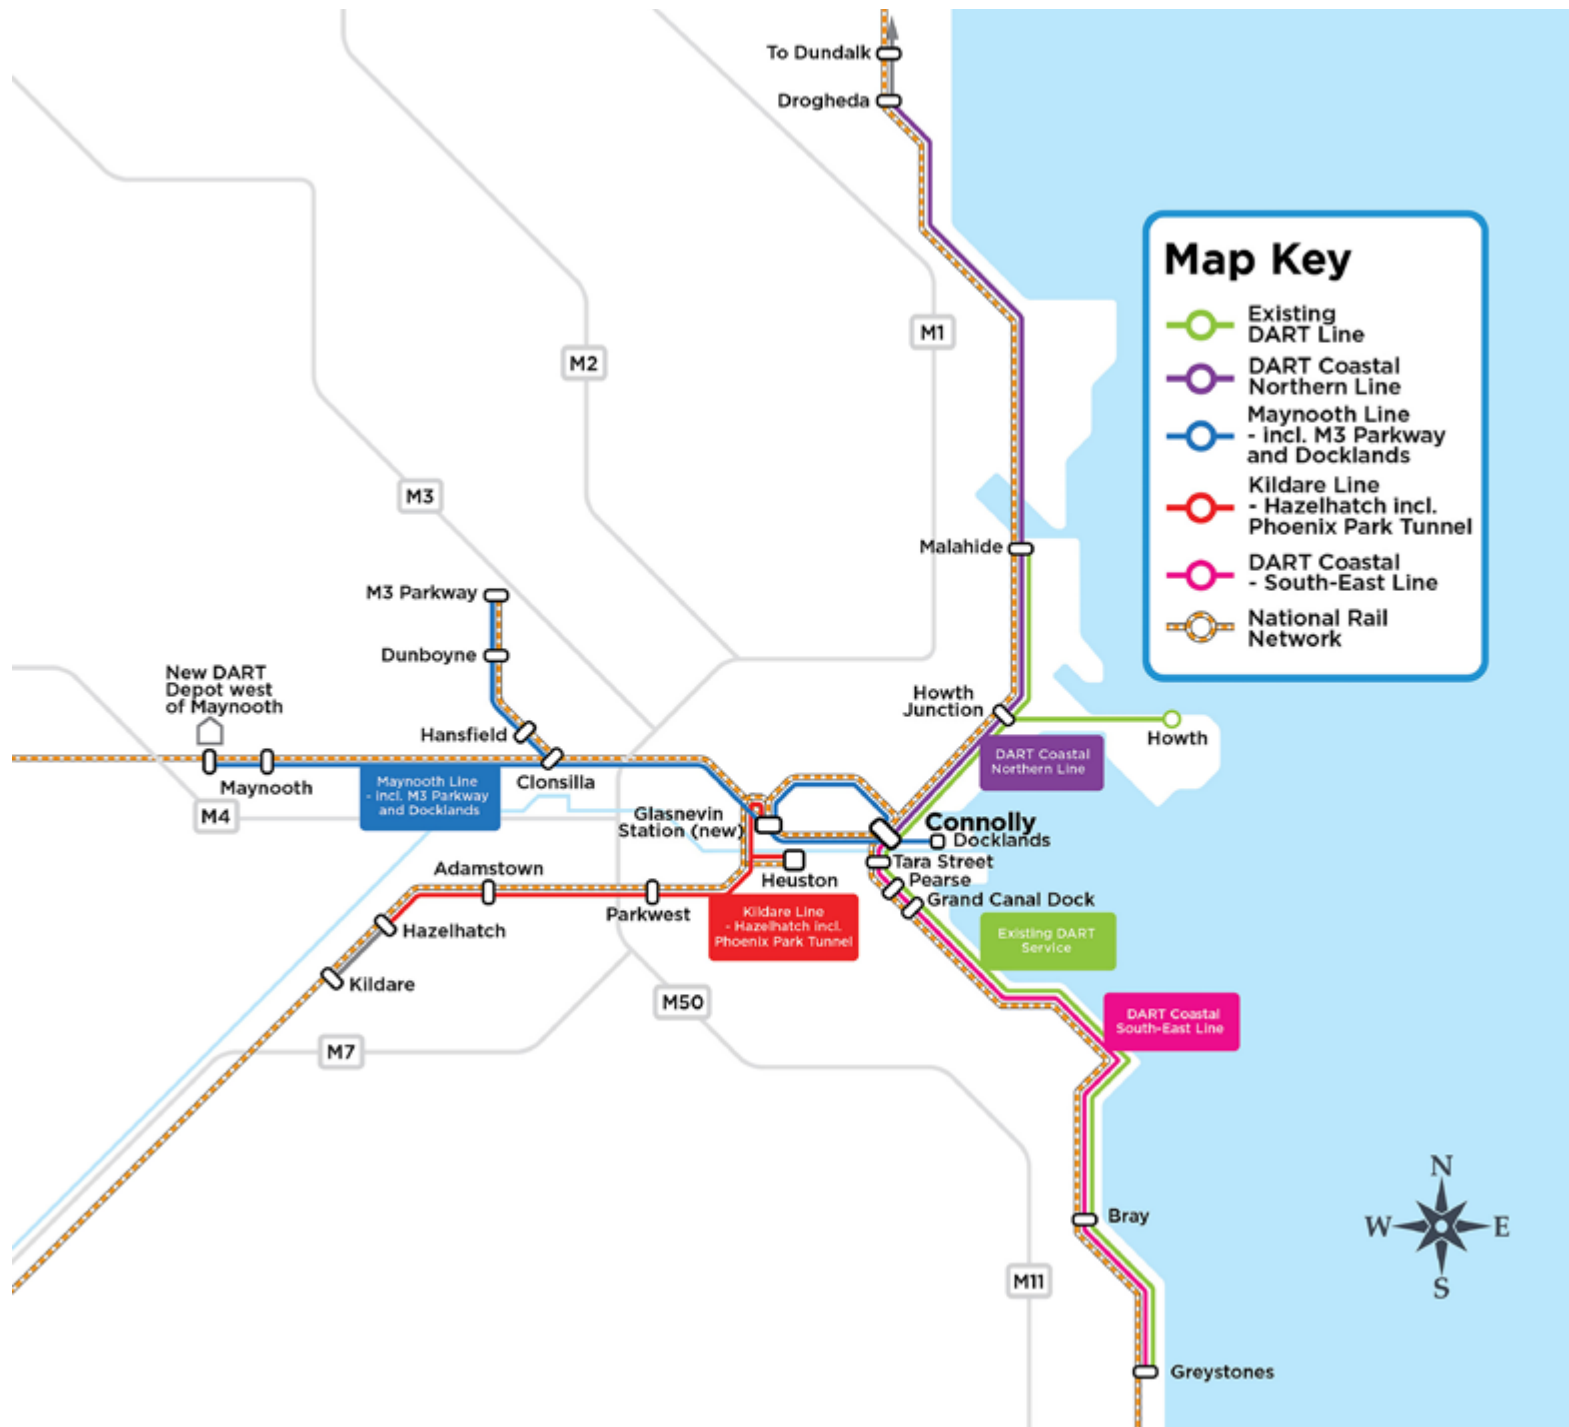 To Dundalk
Drogheda
M1
M2
M3
Map Key
Existing
DART Line
DART Coastal
Northern Line
Maynooth Line
- incl. M3 Parkway
and Docklands
Kildare Line
- Hazelhatch incl.
Phoenix Park Tunnel
DART Coastal
- South-East Line
National Rail
Network
Malahide
M3 Parkway
Dunboyne
New DART
Depot west
of Maynooth
Hansfield
Howth
Junction
Howth
DART Coastal
Northern Line
Maynooth
Maynooth Line
- incl. M3 Parkway
and Docklands
Clonsilla
M4
Glasnevin
Station (new)
Connolly
Docklands
Tara Street
Pearse
Grand Canal Dock
Adamstown
Heuston
Parkwest
Hazelhatch
Kildare
Kildare Line
- Hazelhatch incl.
Phoenix Park Tunnel
Existing DART
Service
M50
DART Coastal
South-East Line
M7
Bray
M11
Greystones
N
W
E
S